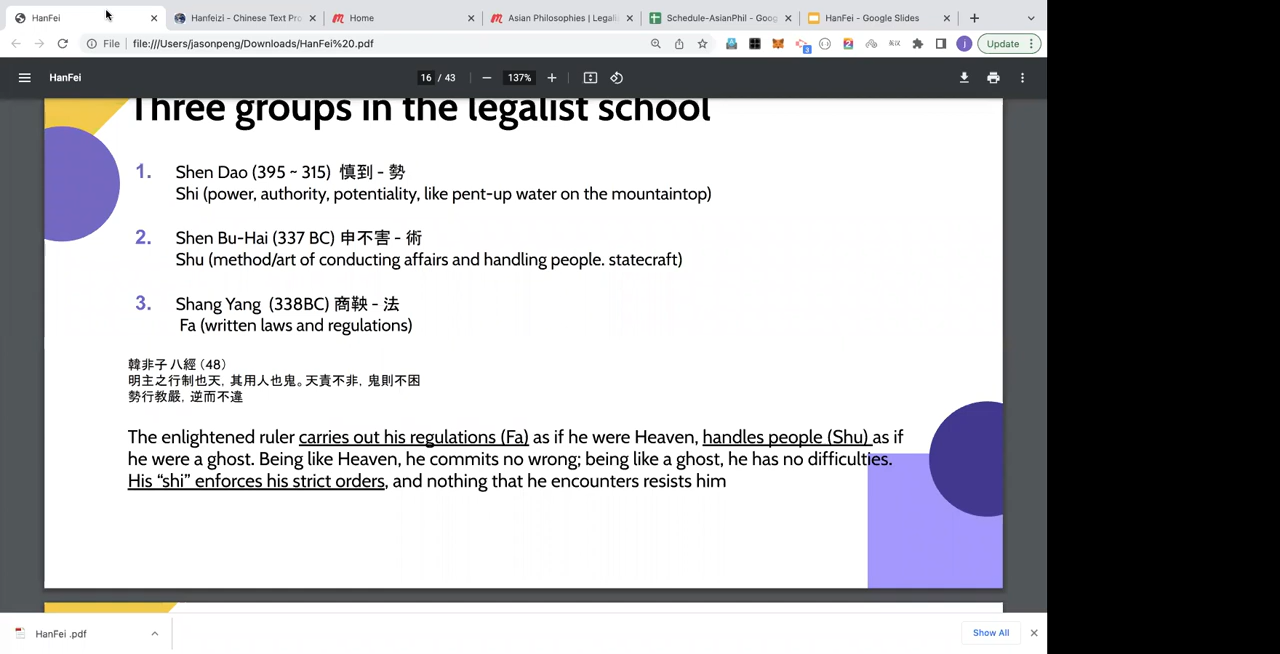 HanFei
Hanfeizi - Chinese Text Pro
Home
Asian Philosophies | Legali
Schedule-AsianPhil - Goog
HanFei - Google Slides
File
file:///Users/jasonpeng/Downloads/HanFei%20.pdf
Update
HanFei
16 / 43
137%
Three groups in the legalist school
1. Shen Dao (395 ~ 315) 慎到 - 勢
Shi (power, authority, potentiality, like pent-up water on the mountaintop)
2. Shen Bu-Hai (337 BC) 申不害 - 術
Shu (method/art of conducting affairs and handling people. statecraft)
3. Shang Yang (338BC) 商鞅 - 法
Fa (written laws and regulations)
韓非子 八經 (48)
明主之行制也天, 其用人也鬼。天責不非, 鬼則不困
勢行教嚴, 逆而不違
The enlightened ruler carries out his regulations (Fa) as if he were Heaven, handles people (Shu) as if
he were a ghost. Being like Heaven, he commits no wrong; being like a ghost, he has no difficulties.
His “shi” enforces his strict orders, and nothing that he encounters resists him
HanFei .pdf
Show All